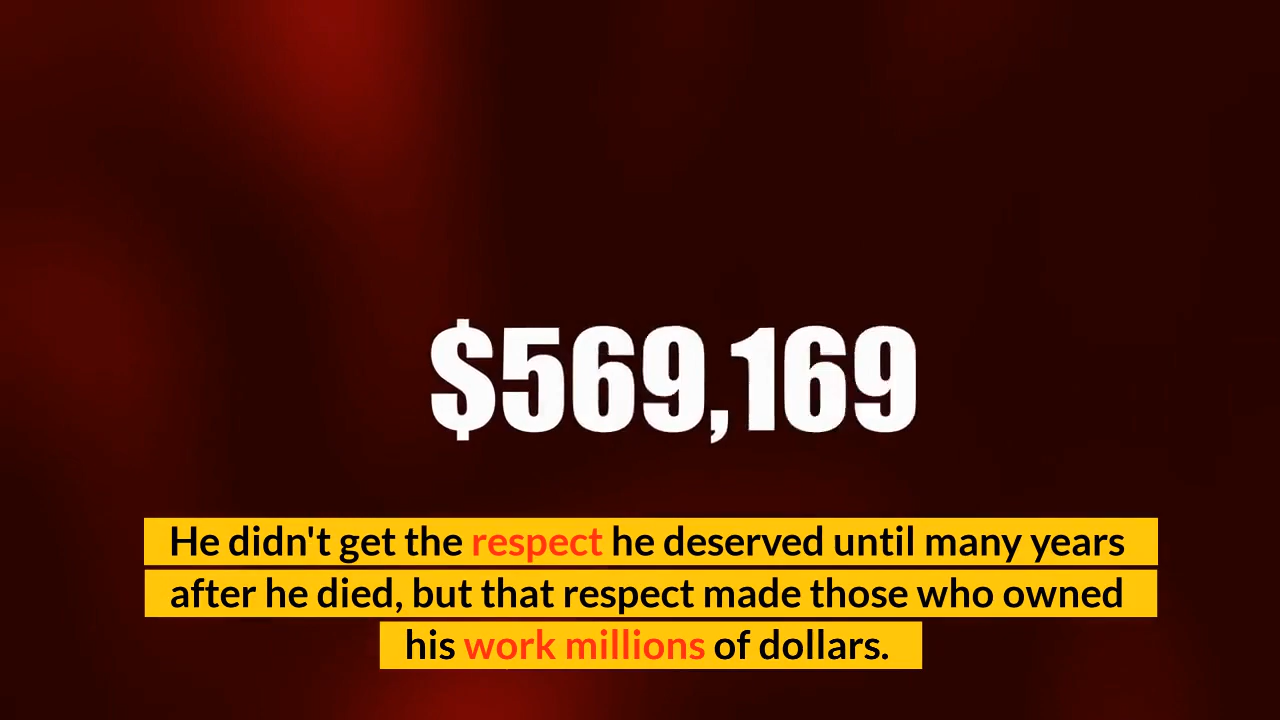 $569,169
He didn't get the respect he deserved until many years
after he died, but that respect made those who owned
his work millions of dollars.